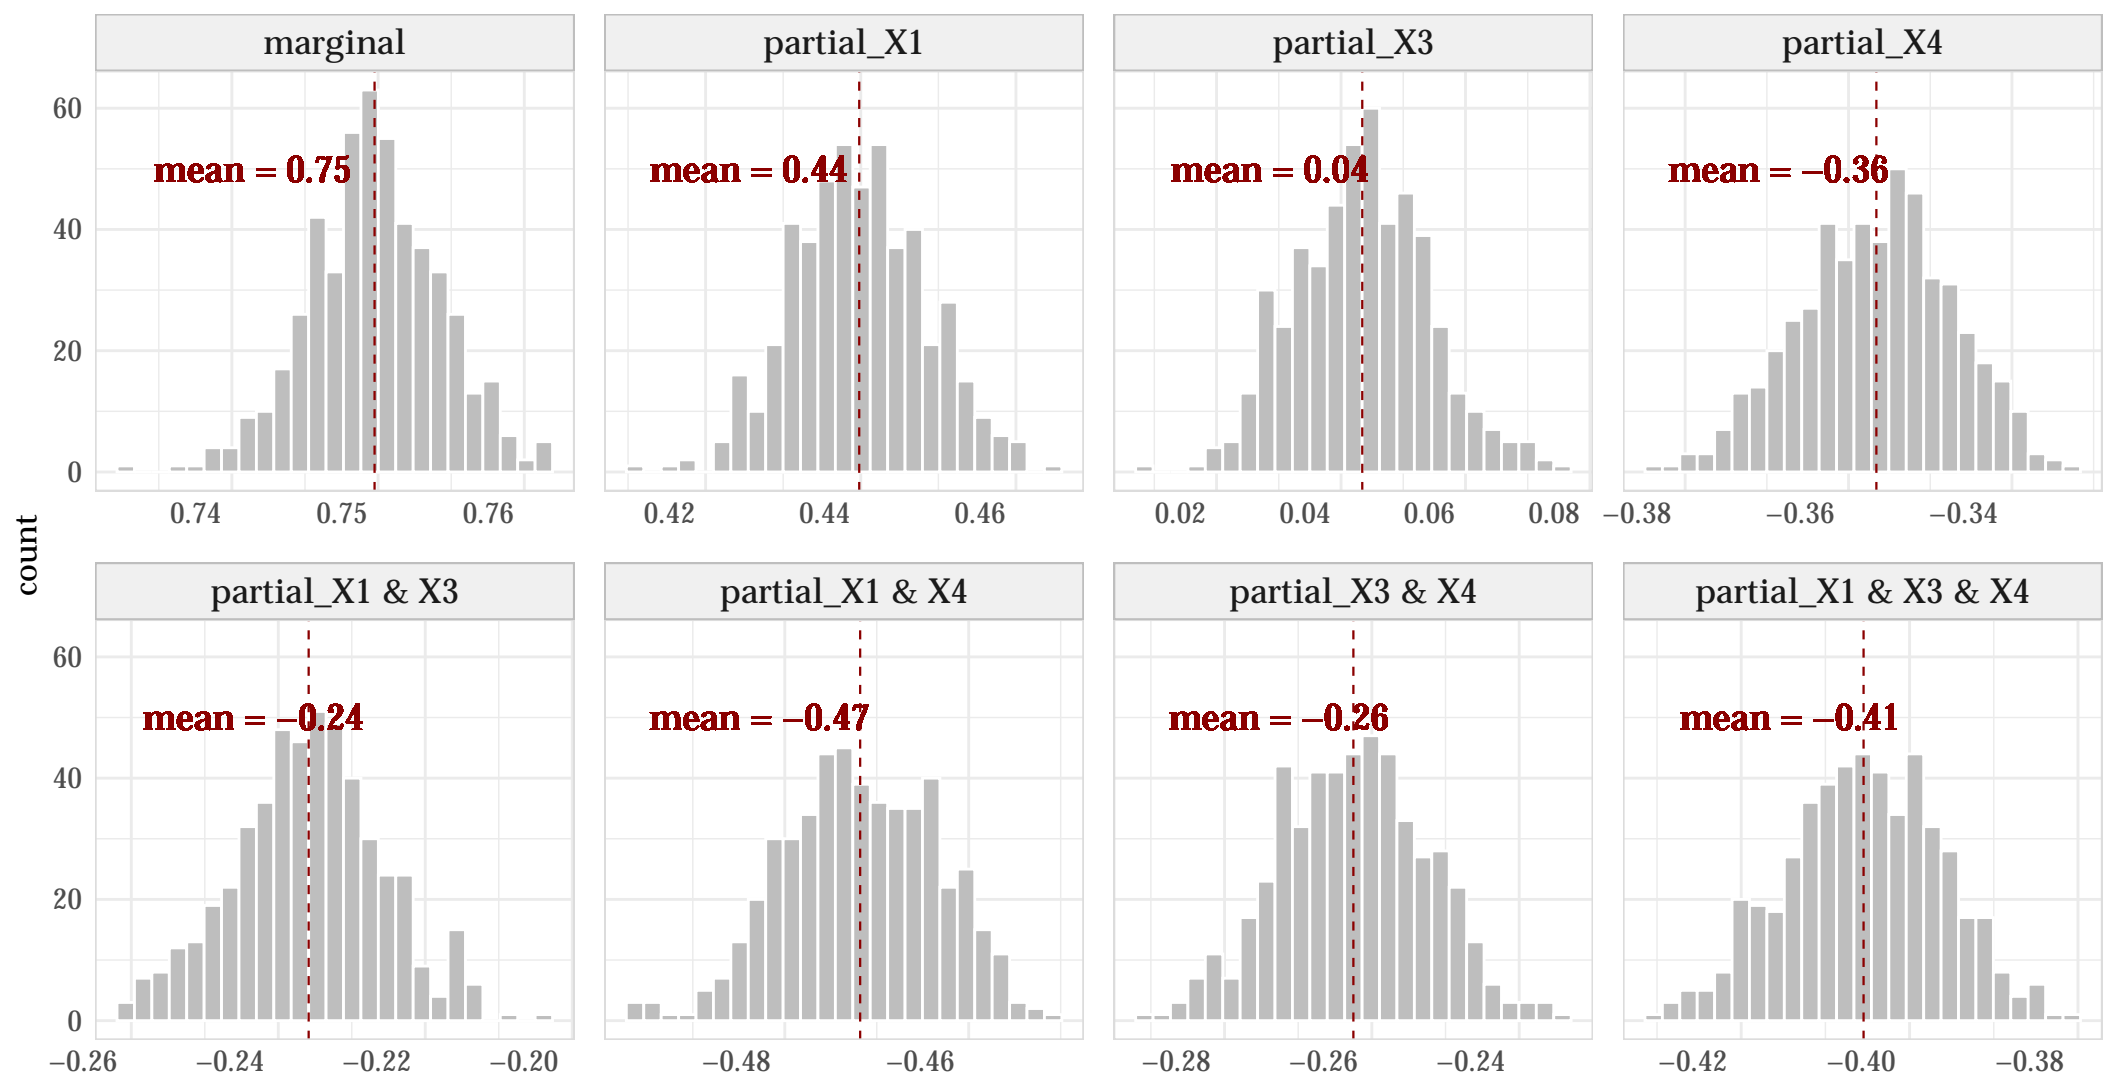 marginal
partial_X1
partial_X3
partial_X4
60
40
20
0
mean = 0.75
mean = 0.44
mean = 0.04
mean = −0.36
0.74 0.75 0.76
0.42 0.44 0.46
0.02 0.04 0.06 0.08
−0.38 −0.36 −0.34
count
partial_X1 & X3
partial_X1 & X4
partial_X3 & X4
partial_X1 & X3 & X4
60
40
20
0
mean = −0.24
mean = −0.47
mean = −0.26
mean = −0.41
−0.26 −0.24 −0.22 −0.20
−0.48 −0.46
−0.28 −0.26 −0.24
−0.42 −0.40 −0.38